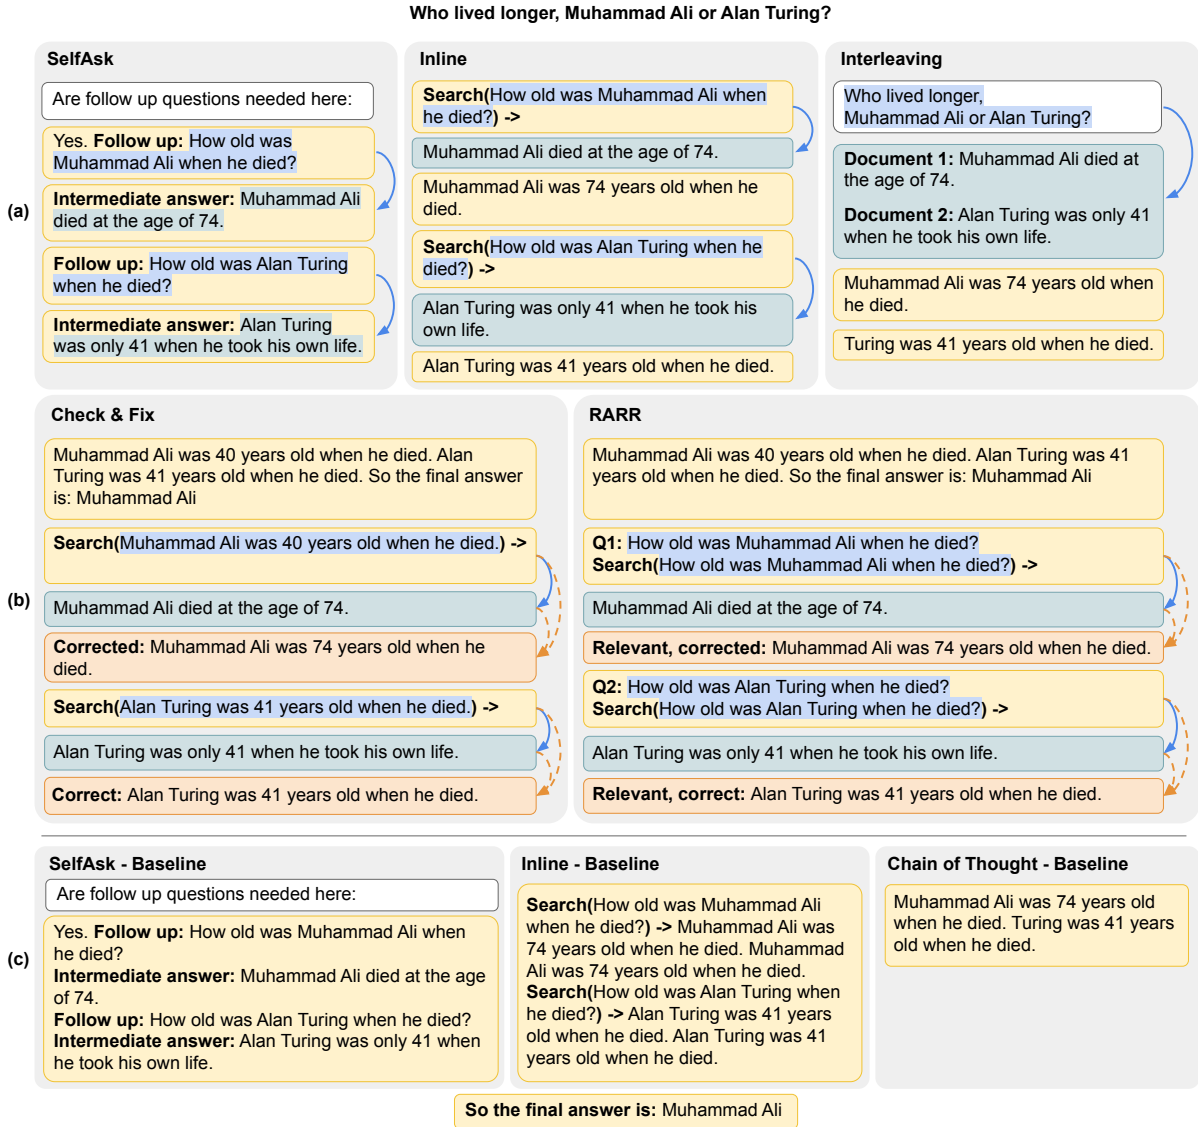 Who lived longer, Muhammad Ali or Alan Turing?
(a)
SelfAsk
Are follow up questions needed here:
Yes. Follow up: How old was
Muhammad Ali when he died?
Intermediate answer: Muhammad Ali
died at the age of 74.
Follow up: How old was Alan Turing
when he died?
Intermediate answer: Alan Turing
was only 41 when he took his own life.
Inline
Search(How old was Muhammad Ali when
he died?) ->
Muhammad Ali died at the age of 74.
Muhammad Ali was 74 years old when he
died.
Search(How old was Alan Turing when he
died?) ->
Alan Turing was only 41 when he took his
own life.
Alan Turing was 41 years old when he died.
Interleaving
Who lived longer,
Muhammad Ali or Alan Turing?
Document 1: Muhammad Ali died at
the age of 74.
Document 2: Alan Turing was only 41
when he took his own life.
Muhammad Ali was 74 years old when
he died.
Turing was 41 years old when he died.
(b)
Check & Fix
Muhammad Ali was 40 years old when he died. Alan
Turing was 41 years old when he died. So the final answer
is: Muhammad Ali
Search(Muhammad Ali was 40 years old when he died.) ->
Muhammad Ali died at the age of 74.
Corrected: Muhammad Ali was 74 years old when he
died.
Search(Alan Turing was 41 years old when he died.) ->
Alan Turing was only 41 when he took his own life.
Correct: Alan Turing was 41 years old when he died.
RARR
Muhammad Ali was 40 years old when he died. Alan Turing was 41
years old when he died. So the final answer is: Muhammad Ali
Q1: How old was Muhammad Ali when he died?
Search(How old was Muhammad Ali when he died?) ->
Muhammad Ali died at the age of 74.
Relevant, corrected: Muhammad Ali was 74 years old when he died.
Q2: How old was Alan Turing when he died?
Search(How old was Alan Turing when he died?) ->
Alan Turing was only 41 when he took his own life.
Relevant, correct: Alan Turing was 41 years old when he died.
(c)
SelfAsk - Baseline
Are follow up questions needed here:
Yes. Follow up: How old was Muhammad Ali when
he died?
Intermediate answer: Muhammad Ali died at the age
of 74.
Follow up: How old was Alan Turing when he died?
Intermediate answer: Alan Turing was only 41 when
he took his own life.
Inline - Baseline
Search(How old was Muhammad Ali
when he died?) -> Muhammad Ali was
74 years old when he died. Muhammad
Ali was 74 years old when he died.
Search(How old was Alan Turing when
he died?) -> Alan Turing was 41 years
old when he died. Alan Turing was 41
years old when he died.
Chain of Thought - Baseline
Muhammad Ali was 74 years old
when he died. Turing was 41 years
old when he died.
So the final answer is: Muhammad Ali